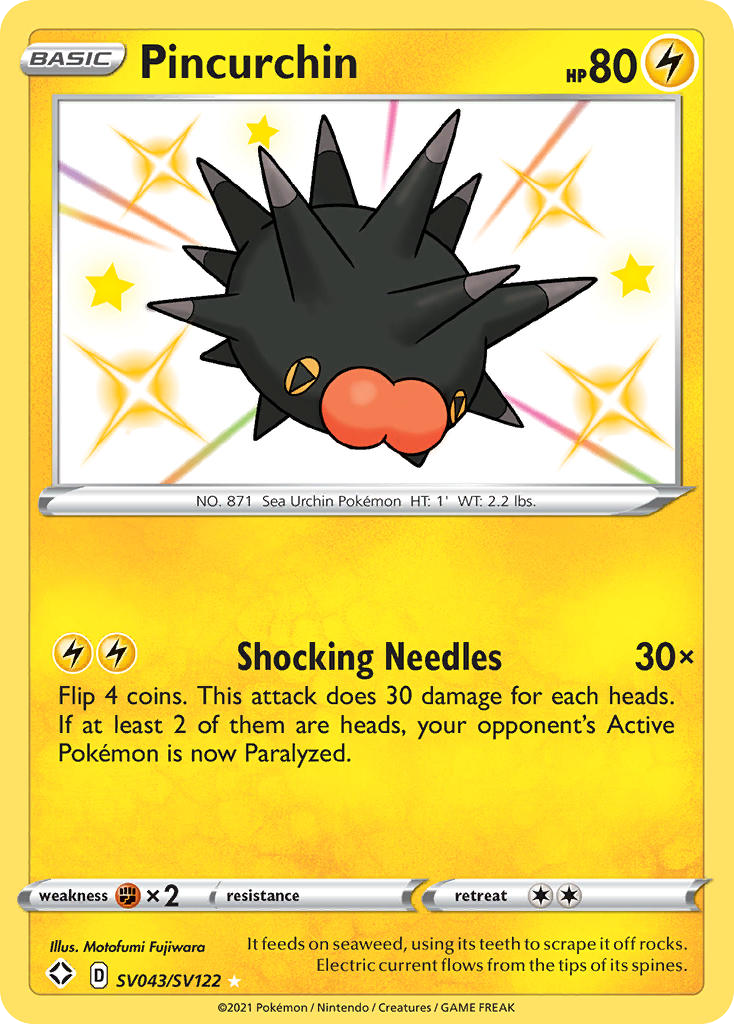 BASIC Pincurchin HP 80
NO. 871 Sea Urchin Pokémon HT: 1' WT: 2.2 lbs.
Shocking Needles 30×
Flip 4 coins. This attack does 30 damage for each heads.
If at least 2 of them are heads, your opponent's Active
Pokémon is now Paralyzed.
weakness ×2 resistance retreat
Illus. Motofumi Fujiwara
It feeds on seaweed, using its teeth to scrape it off rocks.
Electric current flows from the tips of its spines.
D SV043/SV122
©2021 Pokémon / Nintendo / Creatures / GAME FREAK